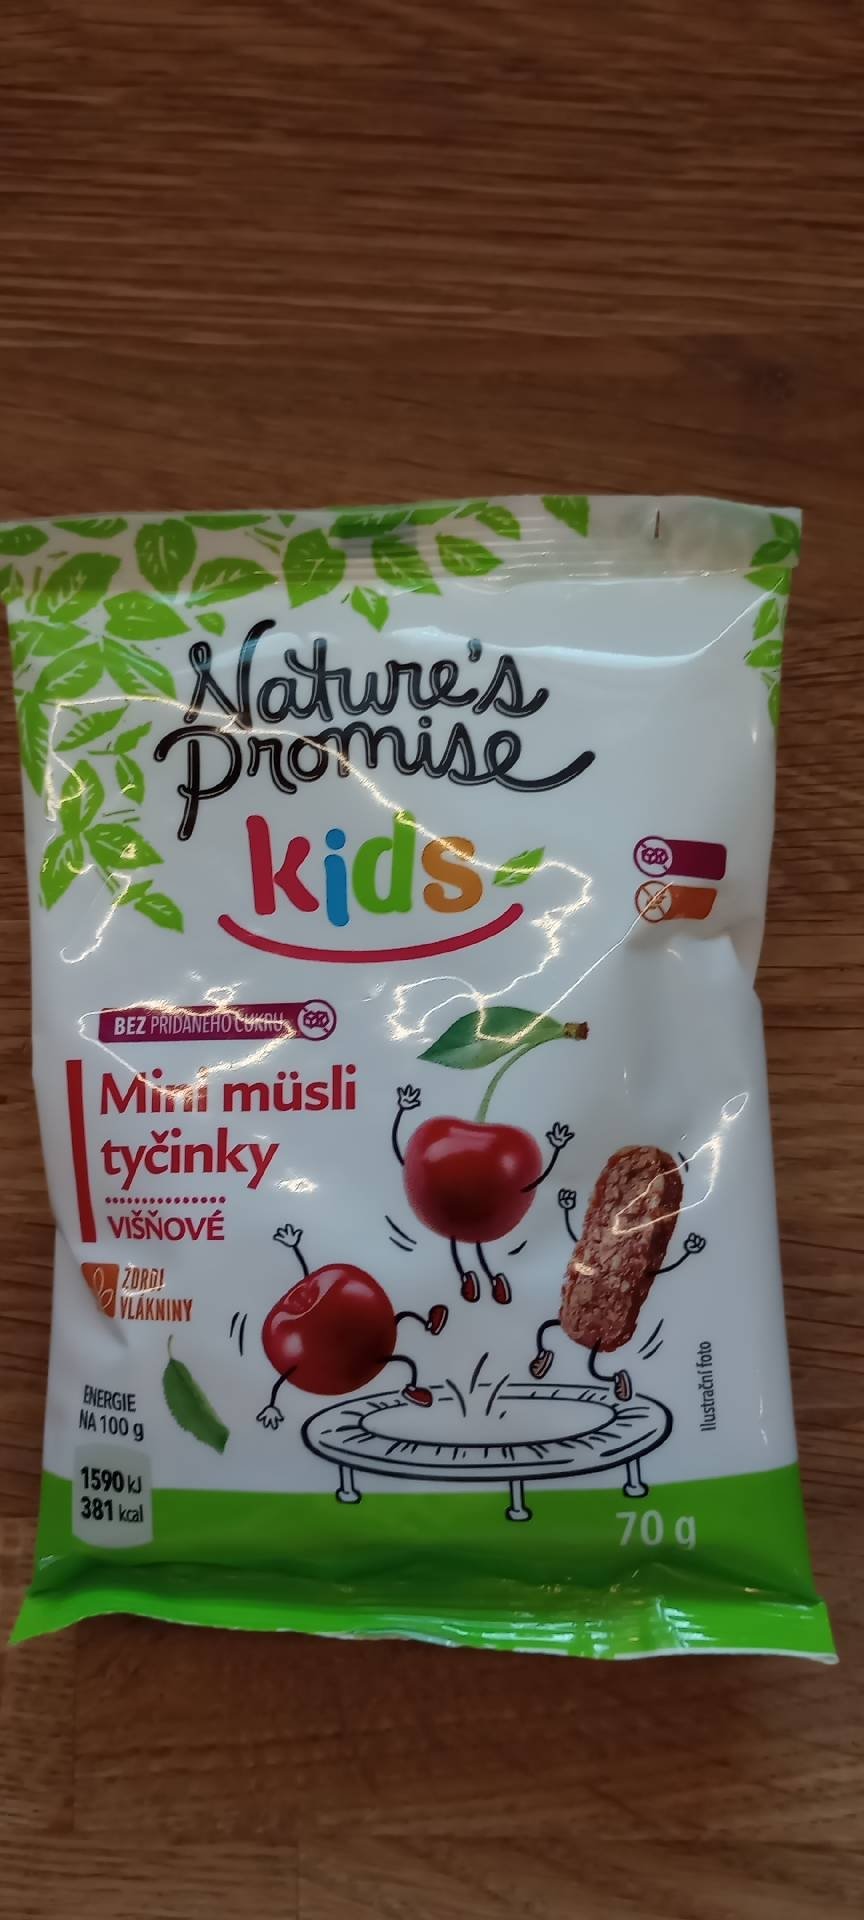 Nature's
Promise
kids
BEZ PŘIDANÉHO CUKRU
Mini müsli
tyčinky
VIŠŇOVÉ
ZDROJ
VLÁKNINY
ENERGIE
NA 100 g
1590 kJ
381 kcal
Ilustrační foto
70 g